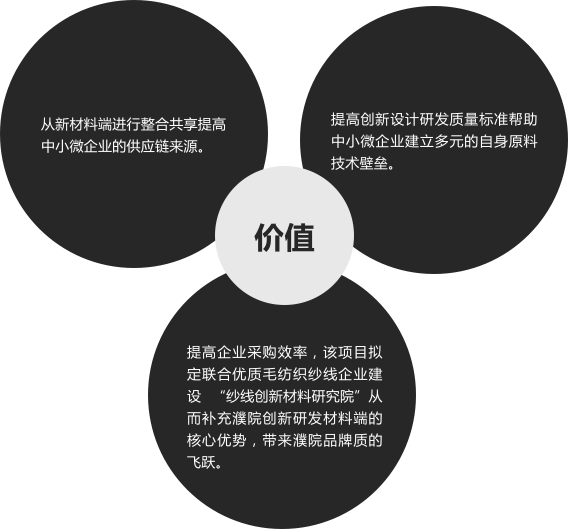 从新材料端进行整合共享提高
中小微企业的供应链来源。
提高创新设计研发质量标准帮助
中小微企业建立多元的自身原料
技术壁垒。
价值
提高企业采购效率，该项目拟
定联合优质毛纺织纱线企业建
设 “纱线创新材料研究院”从
而补充濮院创新研发材料端的
核心优势，带来濮院品牌质的
飞跃。